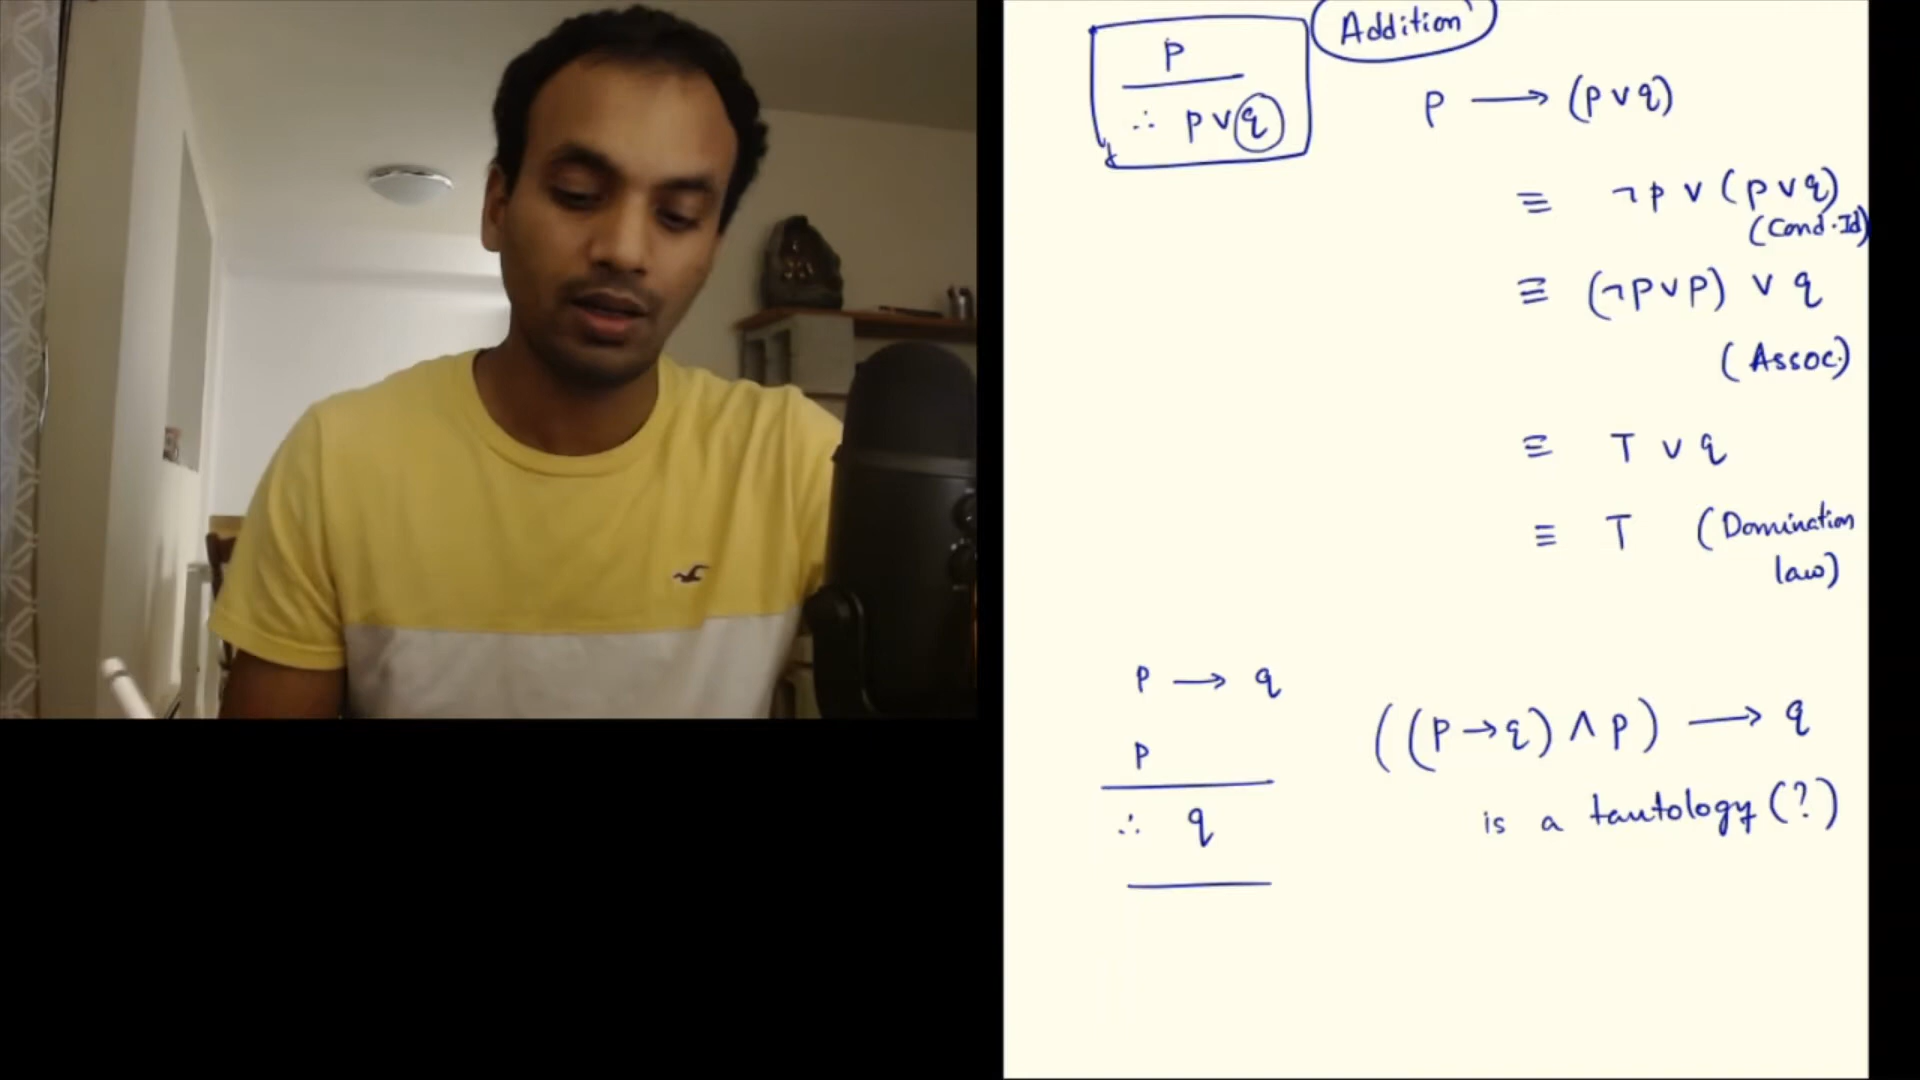 Addition
p
∴ p ∨ q
p → (p ∨ q)
≡ ¬p ∨ (p ∨ q)
(Cond. Id)
≡ (¬p ∨ p) ∨ q
(Assoc.)
≡ T ∨ q
≡ T (Domination
law)
p → q
p
∴ q
((p → q) ∧ p) → q
is a tautology (?)